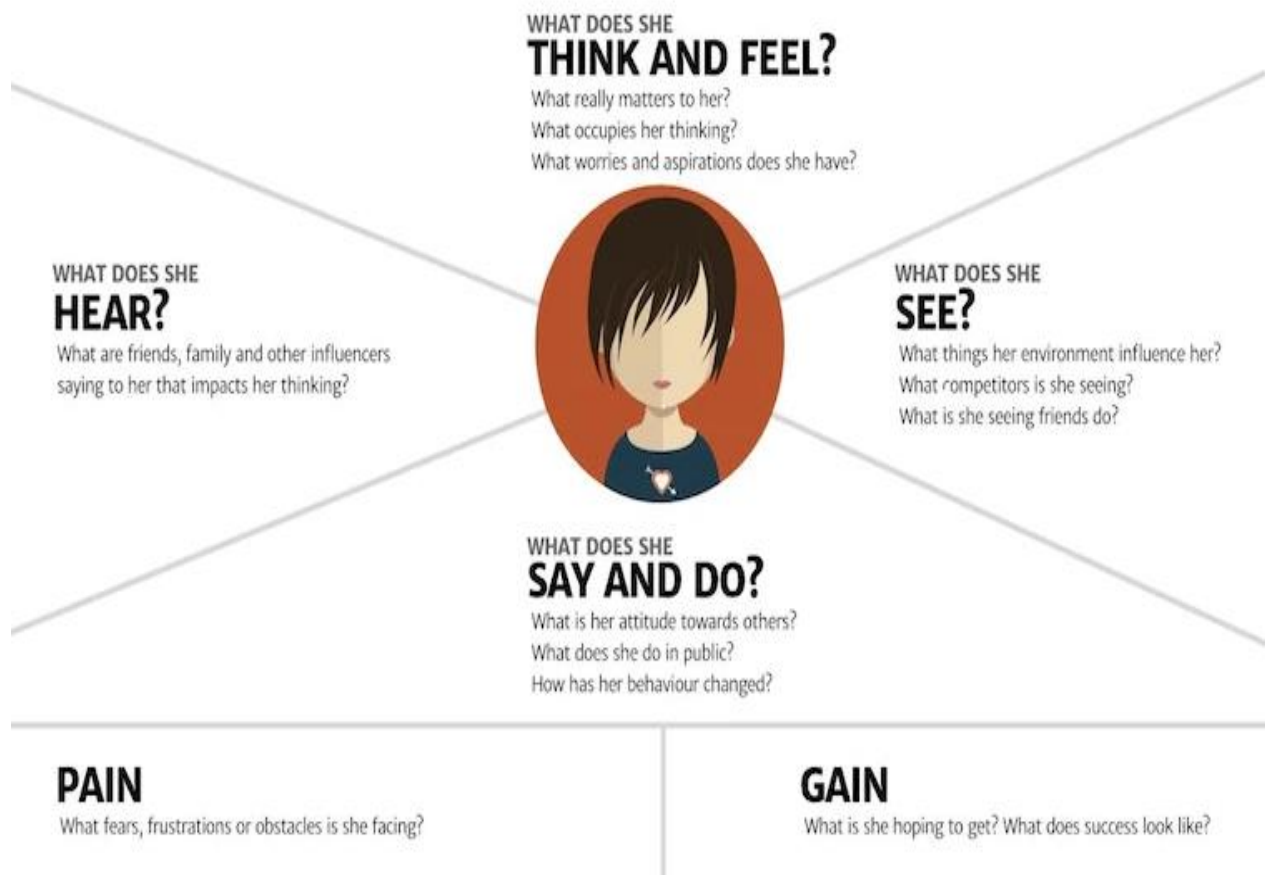 WHAT DOES SHE
THINK AND FEEL?
What really matters to her?
What occupies her thinking?
What worries and aspirations does she have?
WHAT DOES SHE
HEAR?
What are friends, family and other influencers
saying to her that impacts her thinking?
WHAT DOES SHE
SEE?
What things her environment influence her?
What competitors is she seeing?
What is she seeing friends do?
WHAT DOES SHE
SAY AND DO?
What is her attitude towards others?
What does she do in public?
How has her behaviour changed?
PAIN
What fears, frustrations or obstacles is she facing?
GAIN
What is she hoping to get? What does success look like?